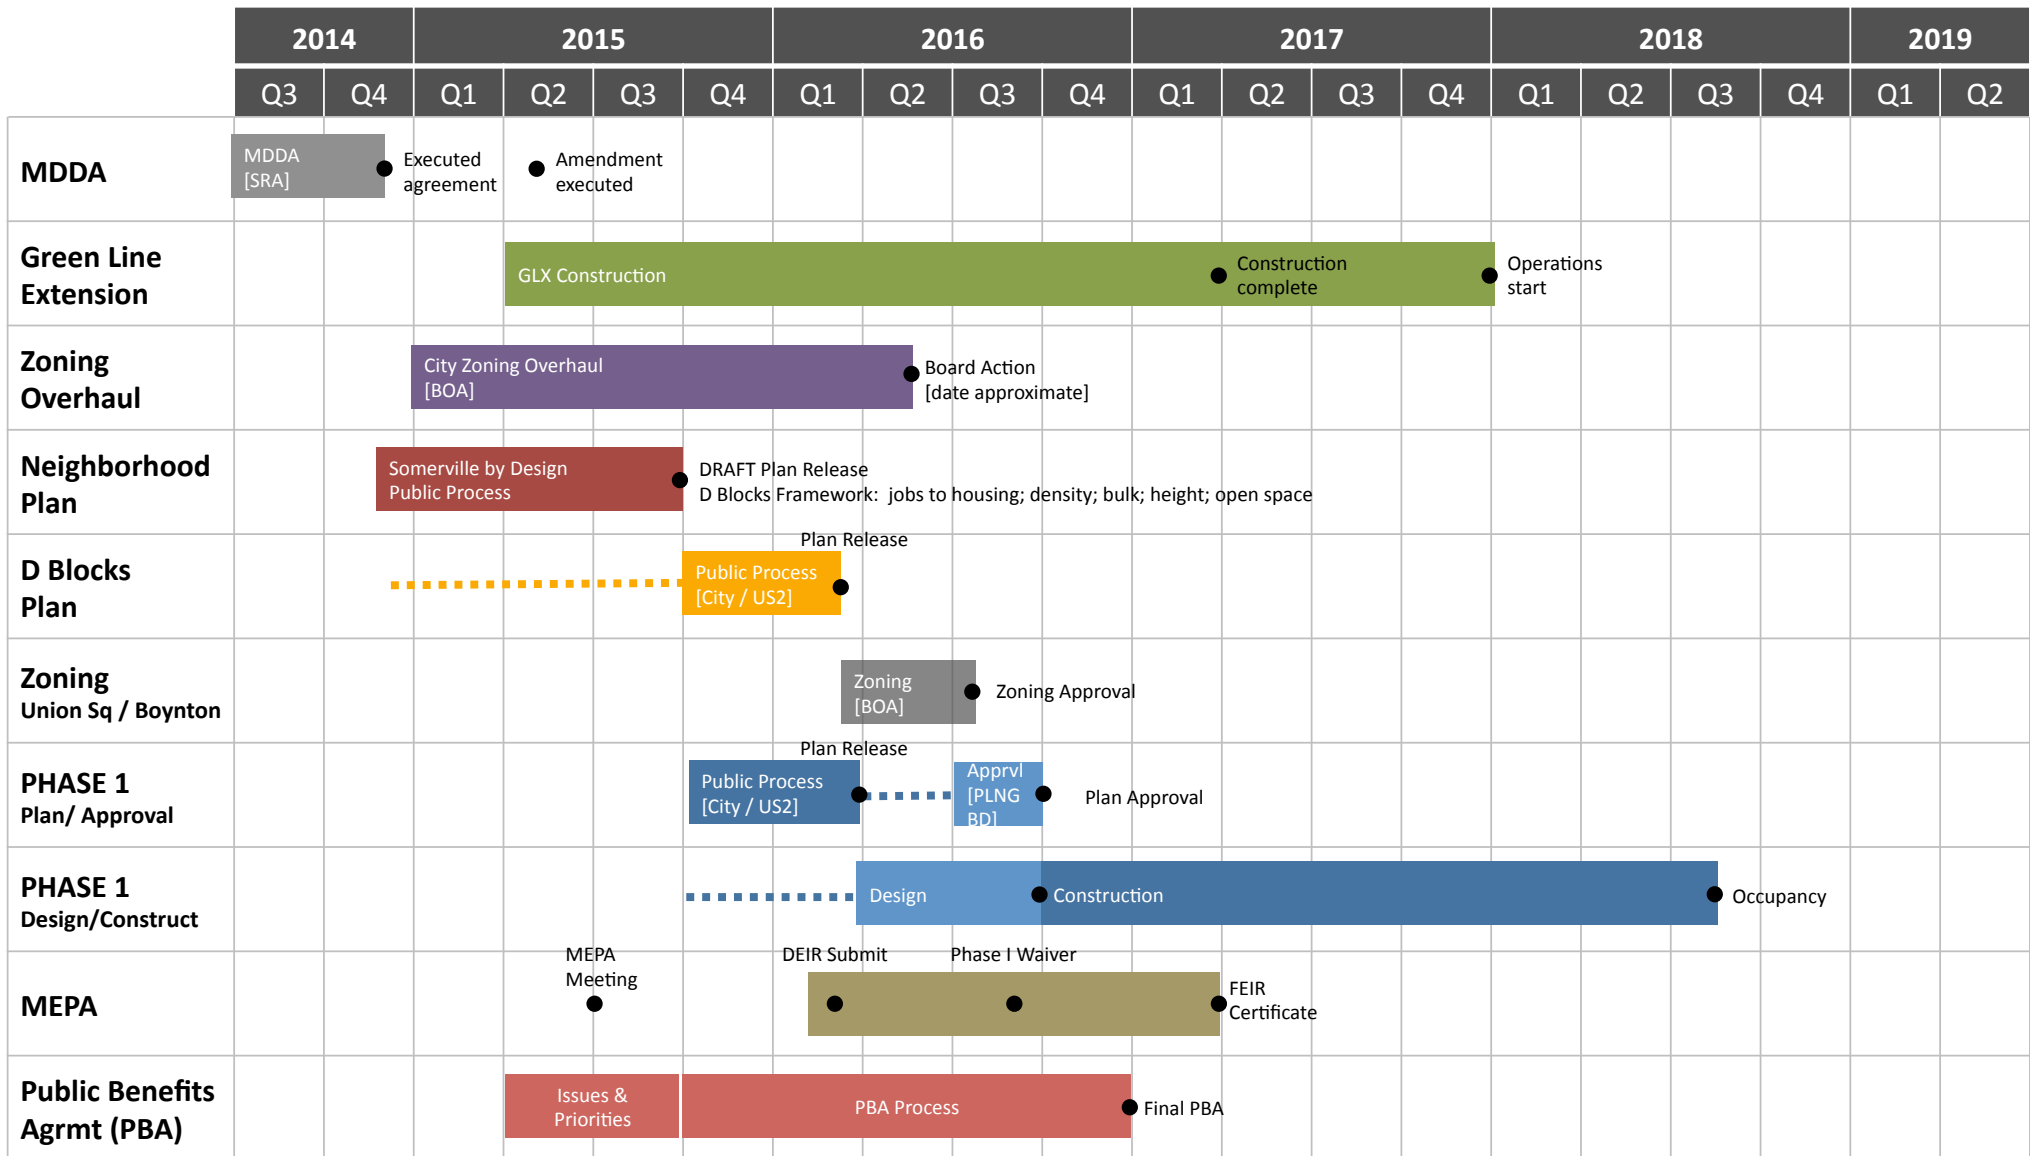 2014 2015 2016 2017 2018 2019
Q3 Q4 Q1 Q2 Q3 Q4 Q1 Q2 Q3 Q4 Q1 Q2 Q3 Q4 Q1 Q2 Q3 Q4 Q1 Q2
MDDA
MDDA
[SRA]
Executed
agreement
Amendment
executed
Green Line
Extension
GLX Construction
Construction
complete
Operations
start
Zoning
Overhaul
City Zoning Overhaul
[BOA]
Board Action
[date approximate]
Neighborhood
Plan
Somerville by Design
Public Process
DRAFT Plan Release
D Blocks Framework:  jobs to housing; density; bulk; height; open space
D Blocks
Plan
Public Process
[City / US2]
Plan Release
Zoning
Union Sq / Boynton
Zoning
[BOA]
Zoning Approval
PHASE 1
Plan/ Approval
Public Process
[City / US2]
Plan Release
Apprvl
[PLNG
BD]
Plan Approval
PHASE 1
Design/Construct
Design
Construction
Occupancy
MEPA
MEPA
Meeting
DEIR Submit
Phase I Waiver
FEIR
Certificate
Public Benefits
Agrmt (PBA)
Issues &
Priorities
PBA Process
Final PBA